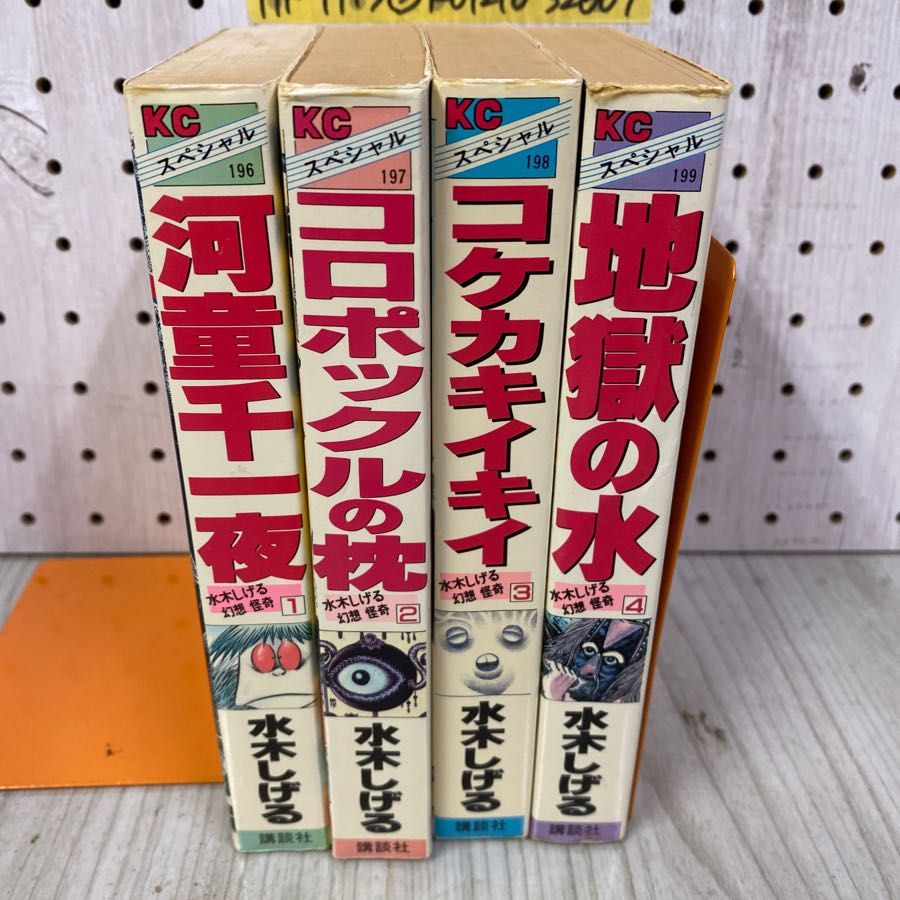 KC
スペシャル
196
河童千一夜
水木しげる
幻想 怪奇
1
水木しげる
講談社
KC
スペシャル
197
コロポックルの枕
水木しげる
幻想 怪奇
2
水木しげる
講談社
KC
スペシャル
198
コケカキイキイ
水木しげる
幻想 怪奇
3
水木しげる
講談社
KC
スペシャル
199
地獄の水
水木しげる
幻想 怪奇
4
水木しげる
講談社